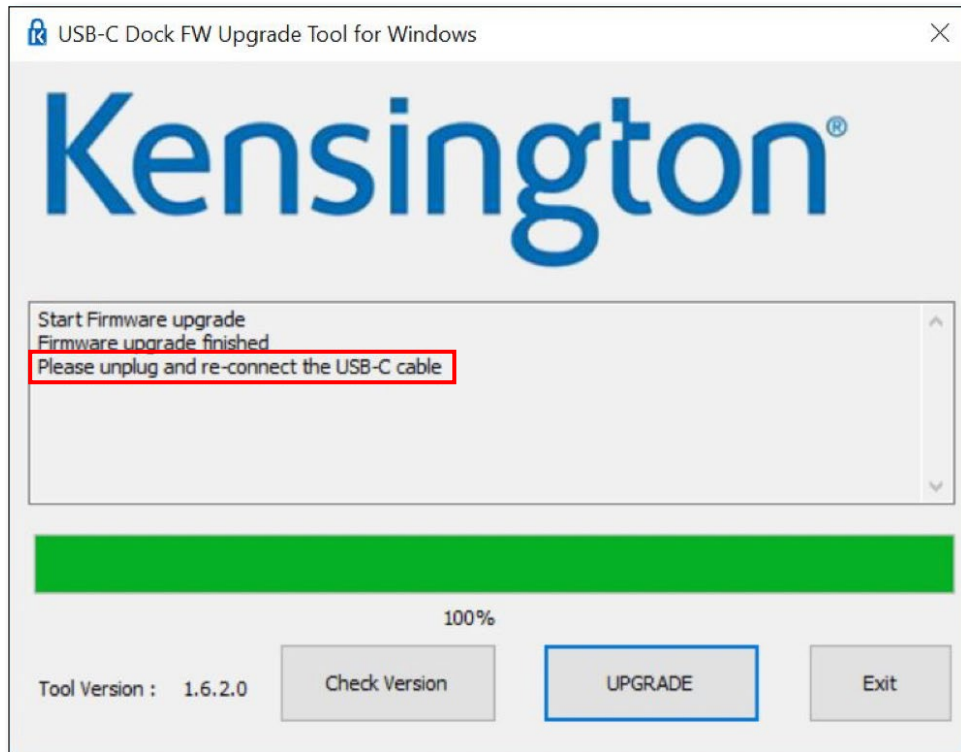 USB-C Dock FW Upgrade Tool for Windows
Kensington®
Start Firmware upgrade
Firmware upgrade finished
Please unplug and re-connect the USB-C cable
100%
Tool Version : 1.6.2.0
Check Version
UPGRADE
Exit